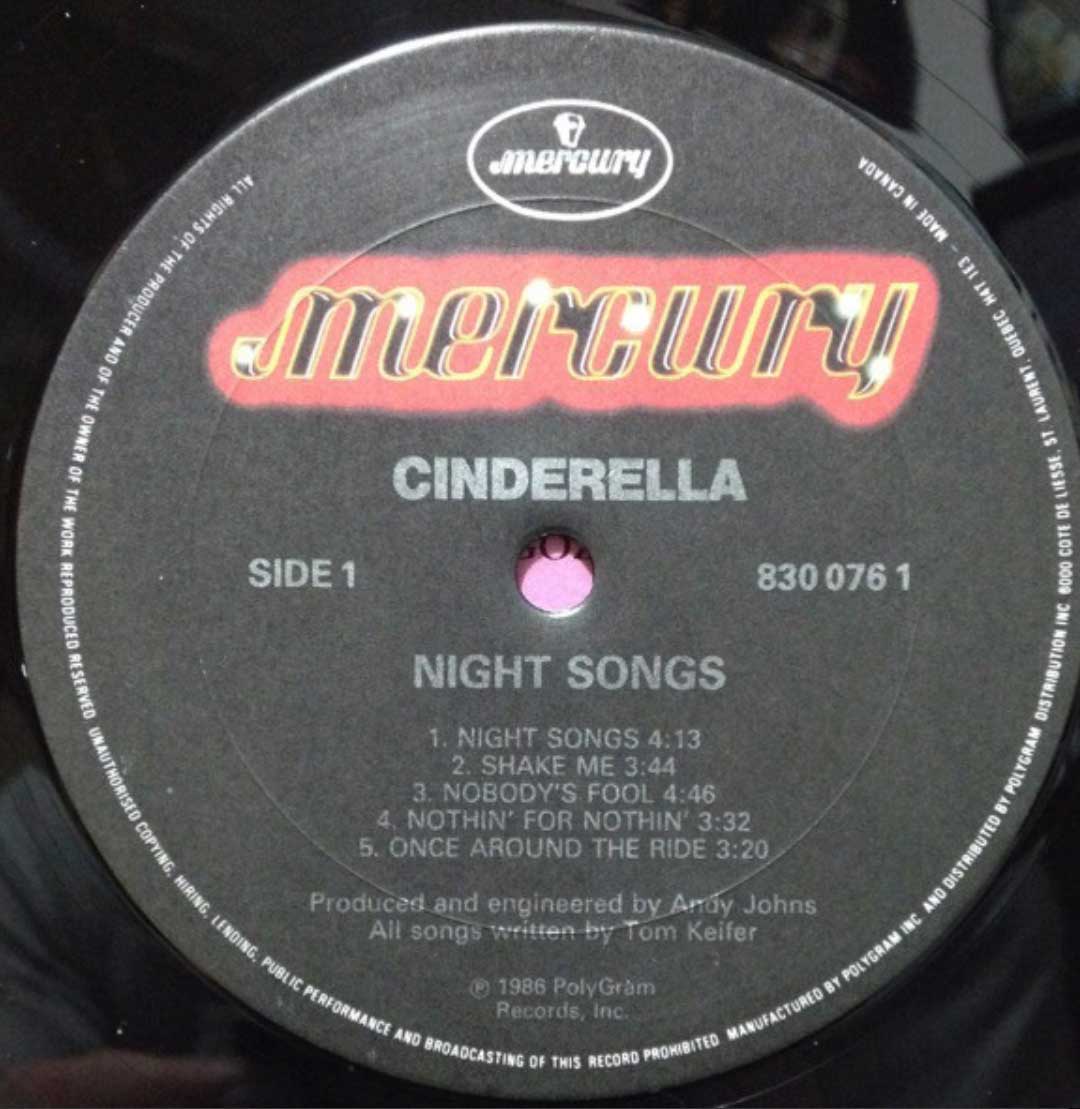 mercury
mercury
CINDERELLA
SIDE 1
830 076 1
NIGHT SONGS
1. NIGHT SONGS 4:13
2. SHAKE ME 3:44
3. NOBODY'S FOOL 4:46
4. NOTHIN' FOR NOTHIN' 3:32
5. ONCE AROUND THE RIDE 3:20
Produced and engineered by Andy Johns
All songs written by Tom Keifer
℗ 1986 PolyGram
Records, Inc.
ALL RIGHTS OF THE PRODUCER AND OF THE OWNER OF THE WORK REPRODUCED RESERVED UNAUTHORISED COPYING, HIRING, LENDING, PUBLIC PERFORMANCE AND BROADCASTING OF THIS RECORD PROHIBITED MANUFACTURED BY POLYGRAM INC AND DISTRIBUTED BY POLYGRAM DISTRIBUTION INC 6000 COTE DE LIESSE, ST LAURENT, QUEBEC H4T 1E3 – MADE IN CANADA